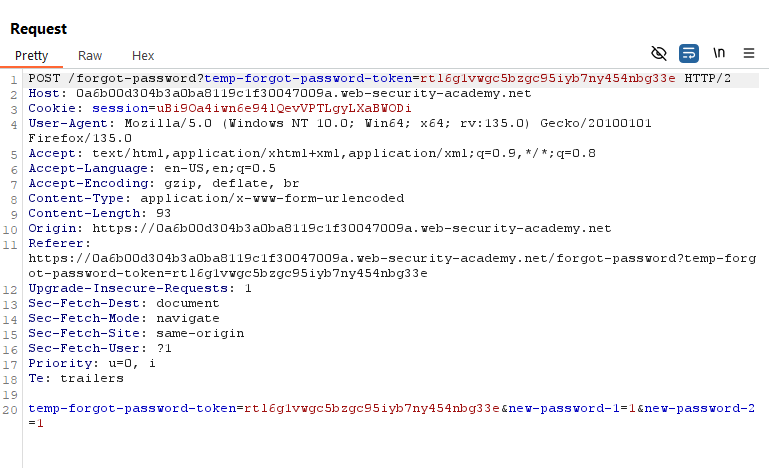 Request
Pretty Raw Hex
\n
1 POST /forgot-password?temp-forgot-password-token=rtl6glvwgc5bzgc95iyb7ny454nbg33e HTTP/2
2 Host: 0a6b00d304b3a0ba8119c1f30047009a.web-security-academy.net
3 Cookie: session=uBi9Oa4iwn6e94lQevVPTLgyLXaBWODi
4 User-Agent: Mozilla/5.0 (Windows NT 10.0; Win64; x64; rv:135.0) Gecko/20100101
Firefox/135.0
5 Accept: text/html,application/xhtml+xml,application/xml;q=0.9,*/*;q=0.8
6 Accept-Language: en-US,en;q=0.5
7 Accept-Encoding: gzip, deflate, br
8 Content-Type: application/x-www-form-urlencoded
9 Content-Length: 93
10 Origin: https://0a6b00d304b3a0ba8119c1f30047009a.web-security-academy.net
11 Referer:
https://0a6b00d304b3a0ba8119c1f30047009a.web-security-academy.net/forgot-password?temp-forg
ot-password-token=rtl6glvwgc5bzgc95iyb7ny454nbg33e
12 Upgrade-Insecure-Requests: 1
13 Sec-Fetch-Dest: document
14 Sec-Fetch-Mode: navigate
15 Sec-Fetch-Site: same-origin
16 Sec-Fetch-User: ?1
17 Priority: u=0, i
18 Te: trailers
19
20 temp-forgot-password-token=rtl6glvwgc5bzgc95iyb7ny454nbg33e&new-password-1=1&new-password-2
=1